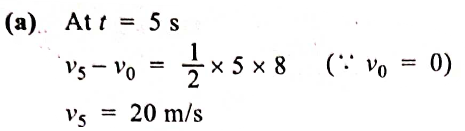 (a) At t = 5 s
v₅ − v₀ = 1/2 × 5 × 8 (∵ v₀ = 0)
v₅ = 20 m/s